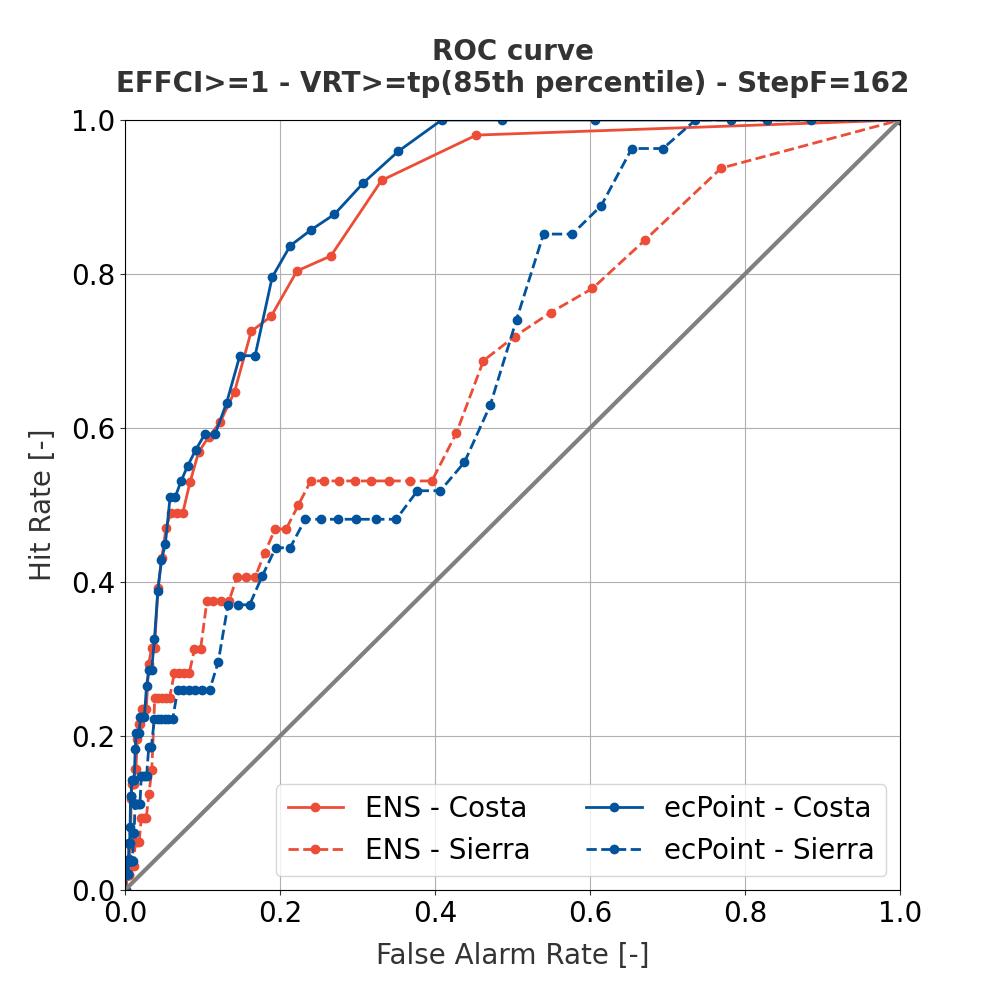 ROC curve
EFFCI>=1 - VRT>=tp(85th percentile) - StepF=162
1.0
0.8
0.6
0.4
0.2
0.0
Hit Rate [-]
ENS - Costa
ENS - Sierra
ecPoint - Costa
ecPoint - Sierra
0.0 0.2 0.4 0.6 0.8 1.0
False Alarm Rate [-]